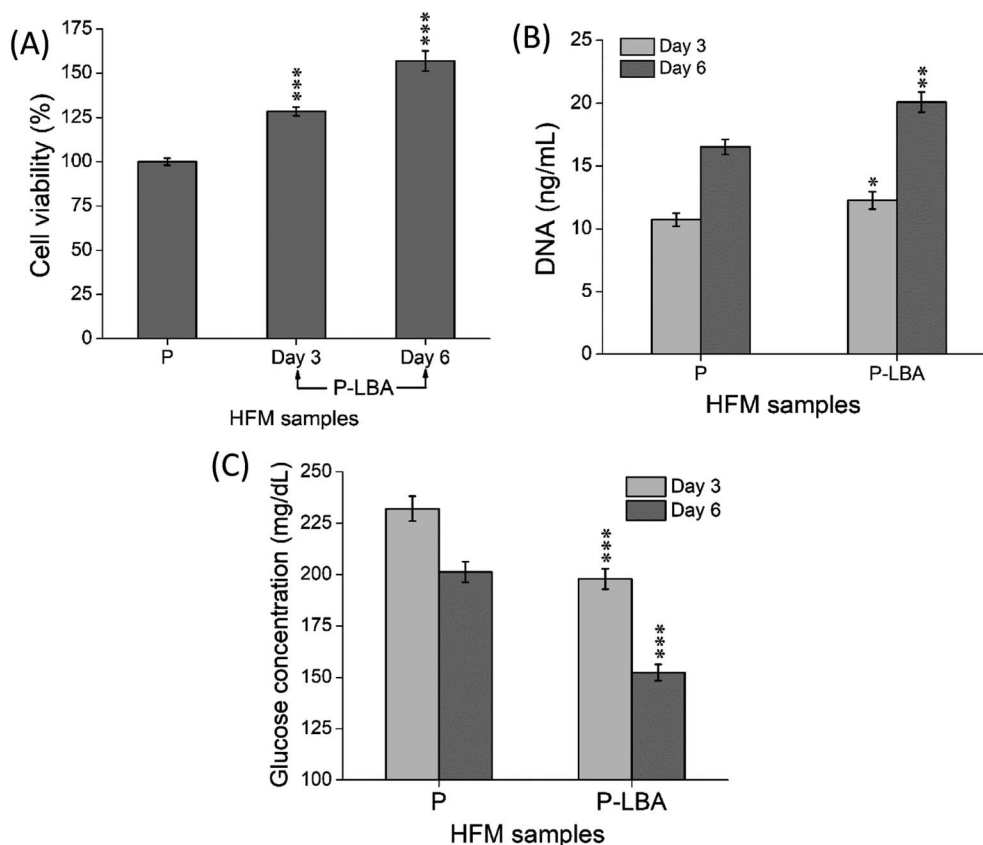 (A)
Cell viability (%)
175
150
125
100
75
50
25
0
***
***
P
Day 3
Day 6
P-LBA
HFM samples
(B)
DNA (ng/mL)
25
20
15
10
5
0
Day 3
Day 6
*
**
P
P-LBA
HFM samples
(C)
Glucose concentration (mg/dL)
250
225
200
175
150
125
100
Day 3
Day 6
***
***
P
P-LBA
HFM samples